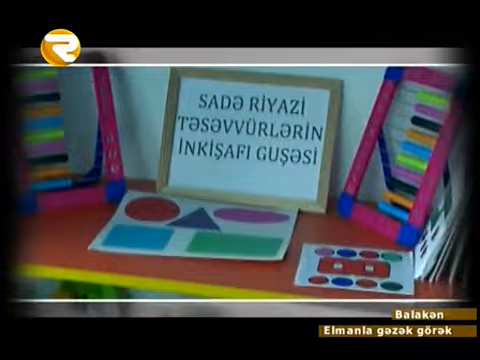 SADƏ RİYAZİ
TƏSƏVVÜRLƏRİN
İNKİŞAFI GUŞƏSİ
Balakən
Elmanla gəzək görək